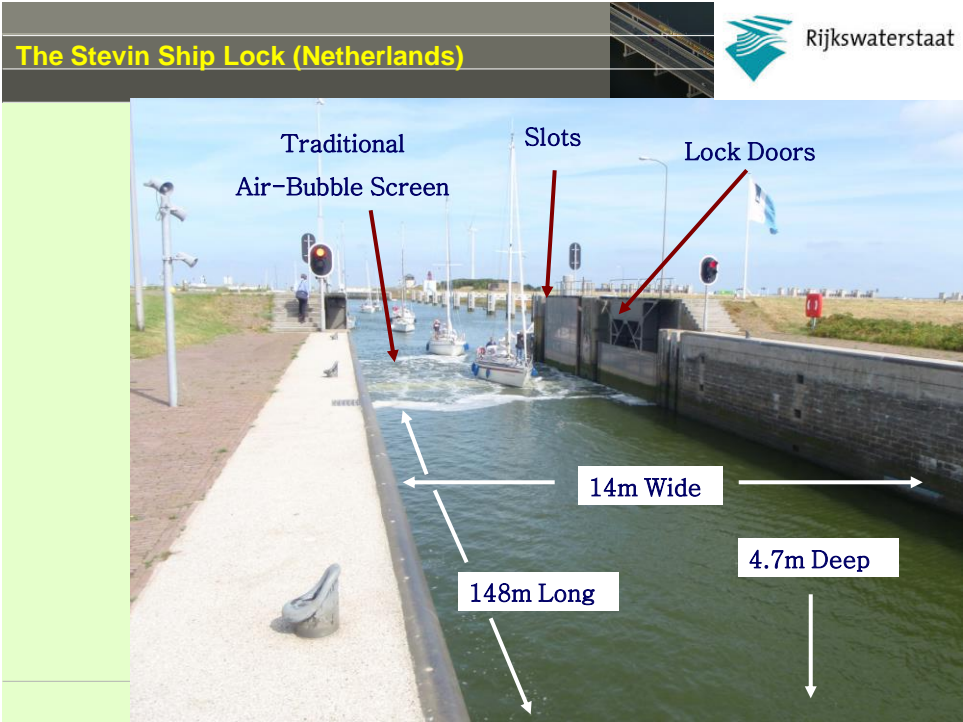 The Stevin Ship Lock (Netherlands)
Rijkswaterstaat
Traditional
Air-Bubble Screen
Slots
Lock Doors
14m Wide
4.7m Deep
148m Long